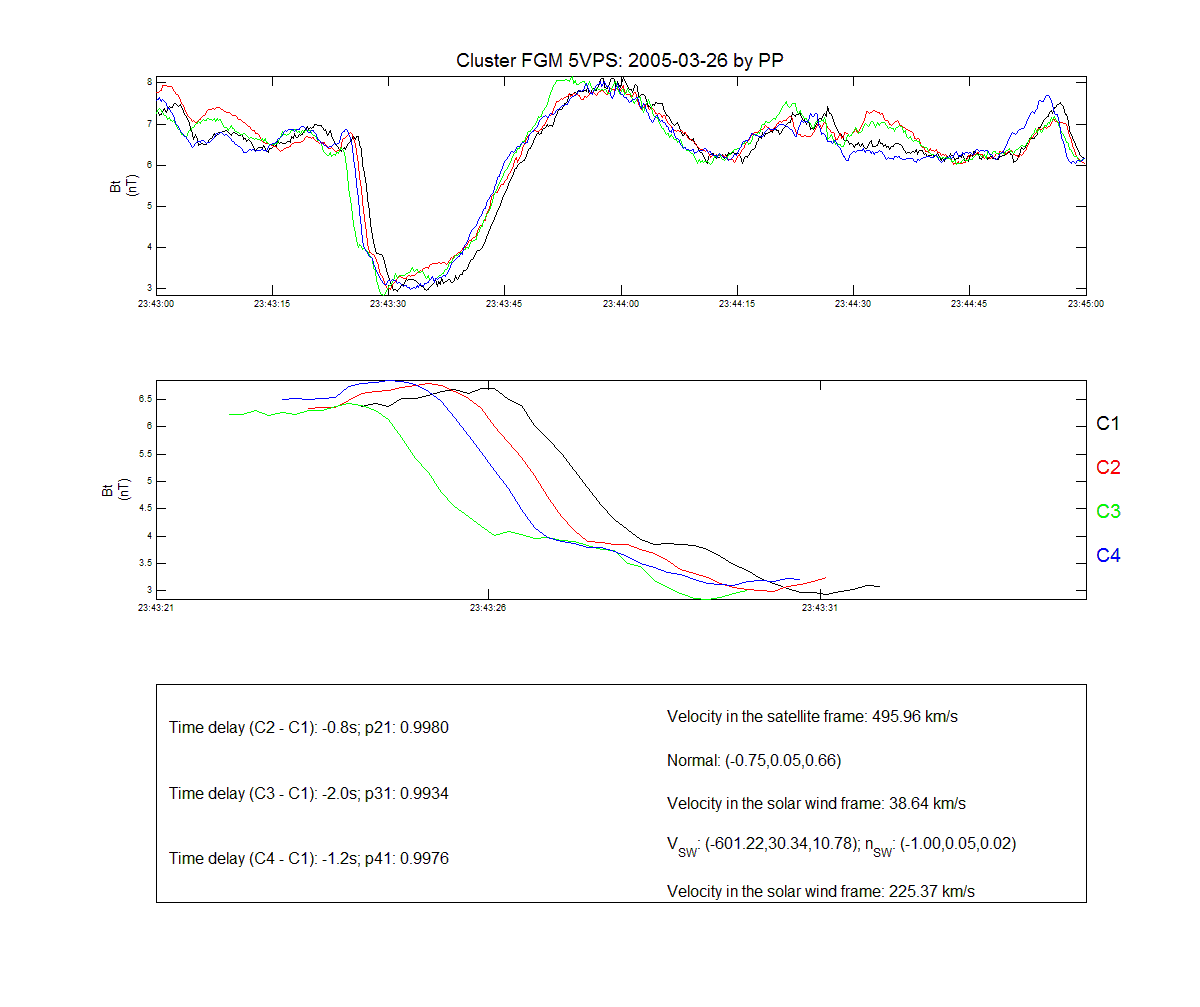 Cluster FGM 5VPS: 2005-03-26 by PP
8
7
6
5
4
3
Bt
(nT)
23:43:00 23:43:15 23:43:30 23:43:45 23:44:00 23:44:15 23:44:30 23:44:45 23:45:00
6.5
6
5.5
5
4.5
4
3.5
3
Bt
(nT)
23:43:21 23:43:26 23:43:31
C1
C2
C3
C4
Time delay (C2 - C1): -0.8s; p21: 0.9980
Time delay (C3 - C1): -2.0s; p31: 0.9934
Time delay (C4 - C1): -1.2s; p41: 0.9976
Velocity in the satellite frame: 495.96 km/s
Normal: (-0.75,0.05,0.66)
Velocity in the solar wind frame: 38.64 km/s
VSW: (-601.22,30.34,10.78); nSW: (-1.00,0.05,0.02)
Velocity in the solar wind frame: 225.37 km/s